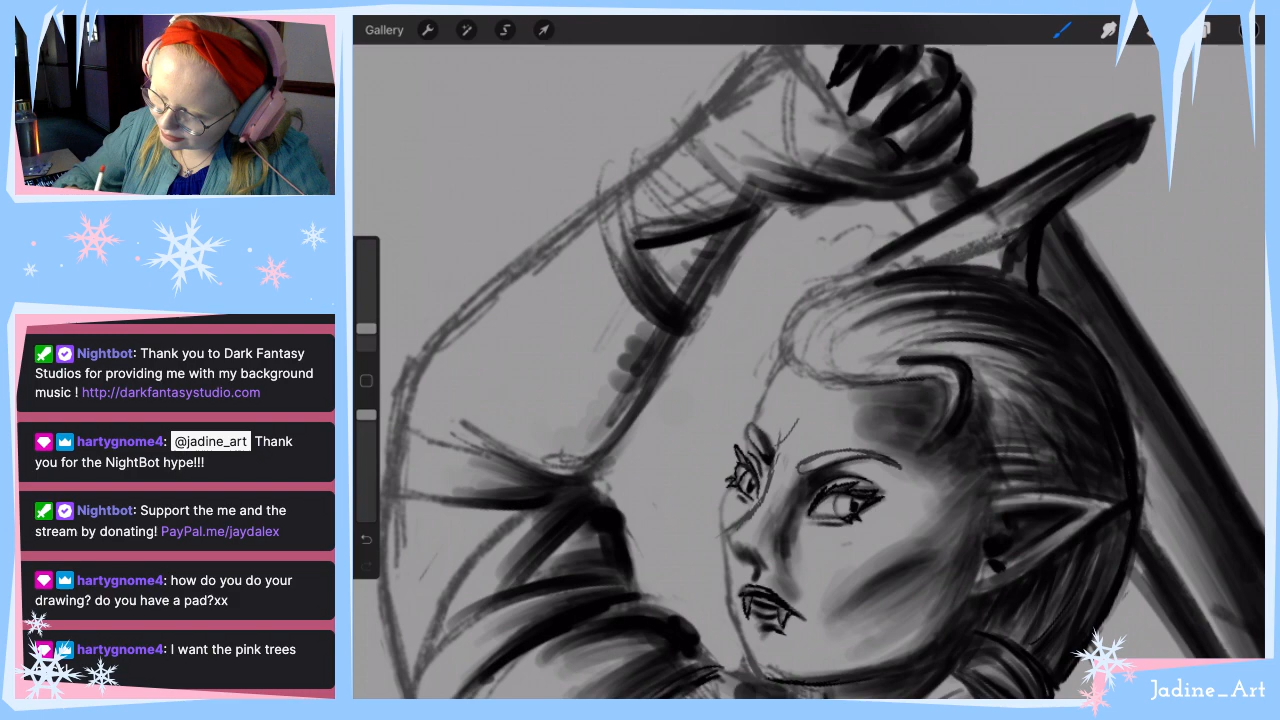 Gallery
Nightbot: Thank you to Dark Fantasy
Studios for providing me with my background
music ! http://darkfantasystudio.com
hartygnome4: @jadine_art Thank
you for the NightBot hype!!!
Nightbot: Support the me and the
stream by donating! PayPal.me/jaydalex
hartygnome4: how do you do your
drawing? do you have a pad?xx
hartygnome4: I want the pink trees
Jadine_Art